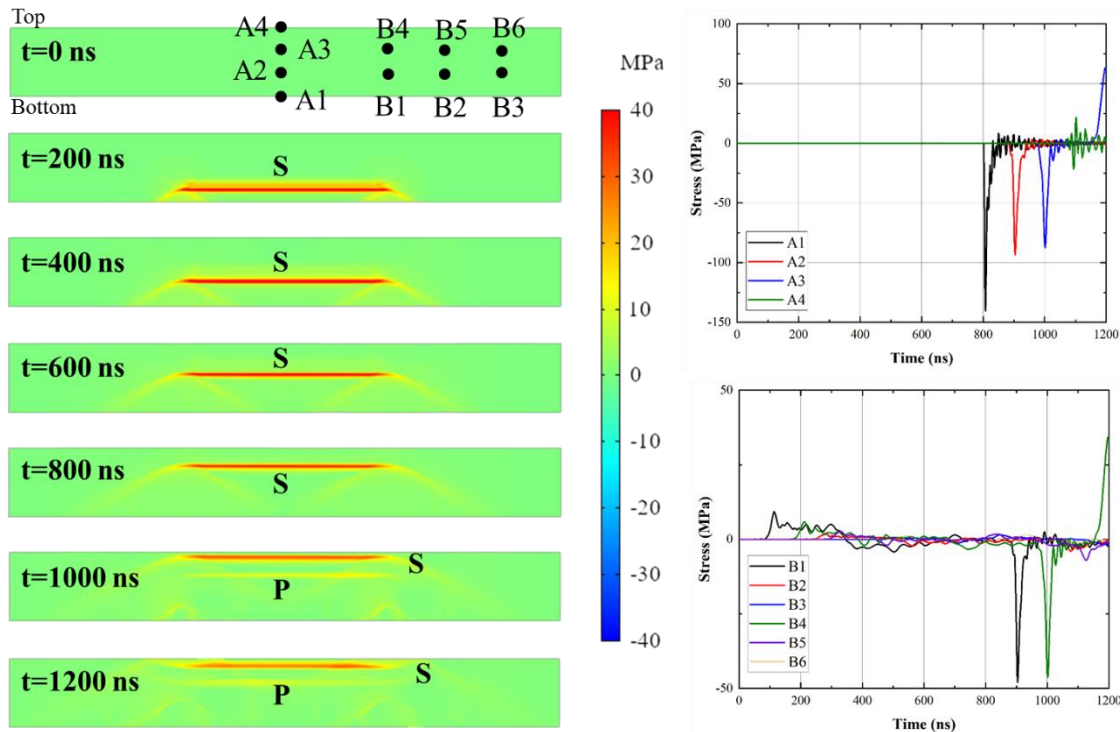 Top
t=0 ns
A4 B4 B5 B6
A3
A2
A1 B1 B2 B3
Bottom
t=200 ns
S
t=400 ns
S
t=600 ns
S
t=800 ns
S
t=1000 ns
S
P
t=1200 ns
S
P
MPa
40
30
20
10
0
-10
-20
-30
-40
Stress (MPa)
100
50
0
-50
-100
-150
A1
A2
A3
A4
0 200 400 600 800 1000 1200
Time (ns)
Stress (MPa)
50
0
-50
B1
B2
B3
B4
B5
B6
0 200 400 600 800 1000 1200
Time (ns)